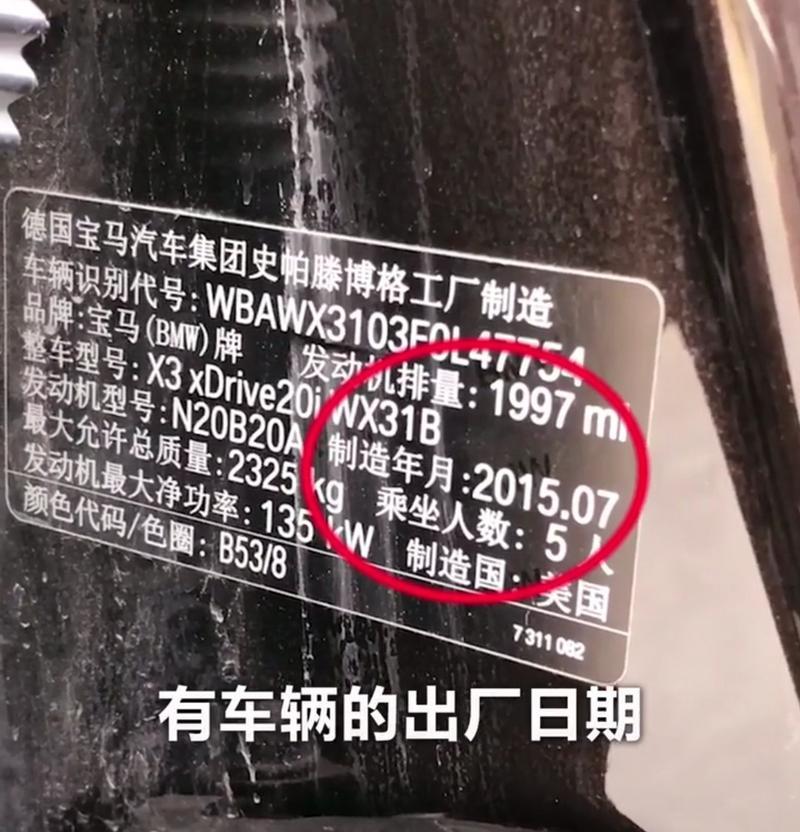 德国宝马汽车集团史帕滕博格工厂制造
车辆识别代号: WBAWX3103F0L47754
品牌: 宝马(BMW)牌 发动机排量: 1997 ml
整车型号: X3 xDrive20i WX31B
发动机型号: N20B20A 制造年月: 2015.07
最大允许总质量: 2325 kg 乘坐人数: 5 人
发动机最大净功率: 135 kW 制造国: 美国
颜色代码/色圈: B53/8
7 311 082
有车辆的出厂日期